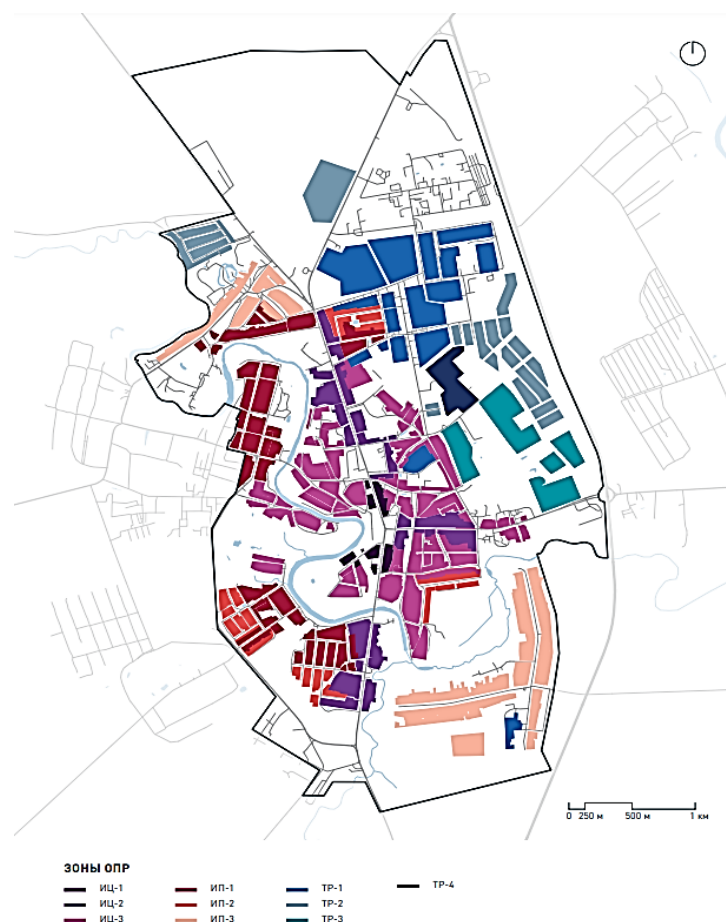 0 250 м 500 м 1 км
ЗОНЫ ОПР
ИЦ-1 ИП-1 ТР-1 ТР-4
ИЦ-2 ИП-2 ТР-2
ИЦ-3 ИП-3 ТР-3